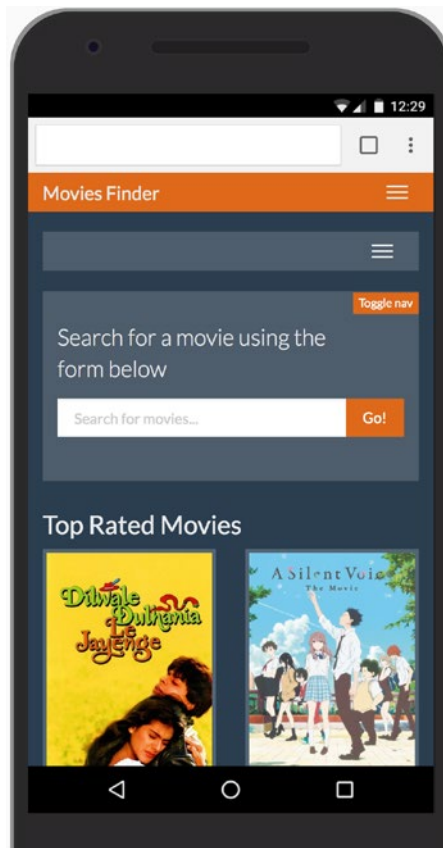 12:29
Movies Finder
Toggle nav
Search for a movie using the
form below
Search for movies...
Go!
Top Rated Movies
Dilwale
Dulhania
Le
Jayenge
A Silent Voice
The Movie